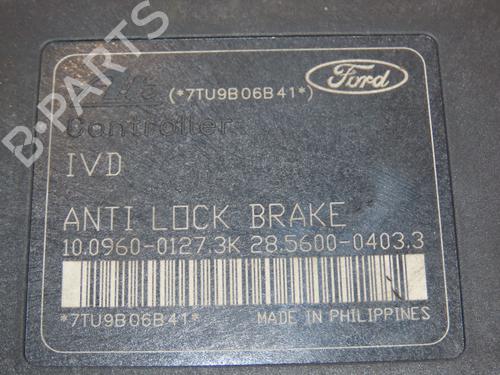 (*7TU9B06B41*)
Ford
Controller
IVD
ANTI LOCK BRAKE
10.0960-0127.3K 28.5600-0403.3
*7TU9B06B41*
MADE IN PHILIPPINES
B-PARTS